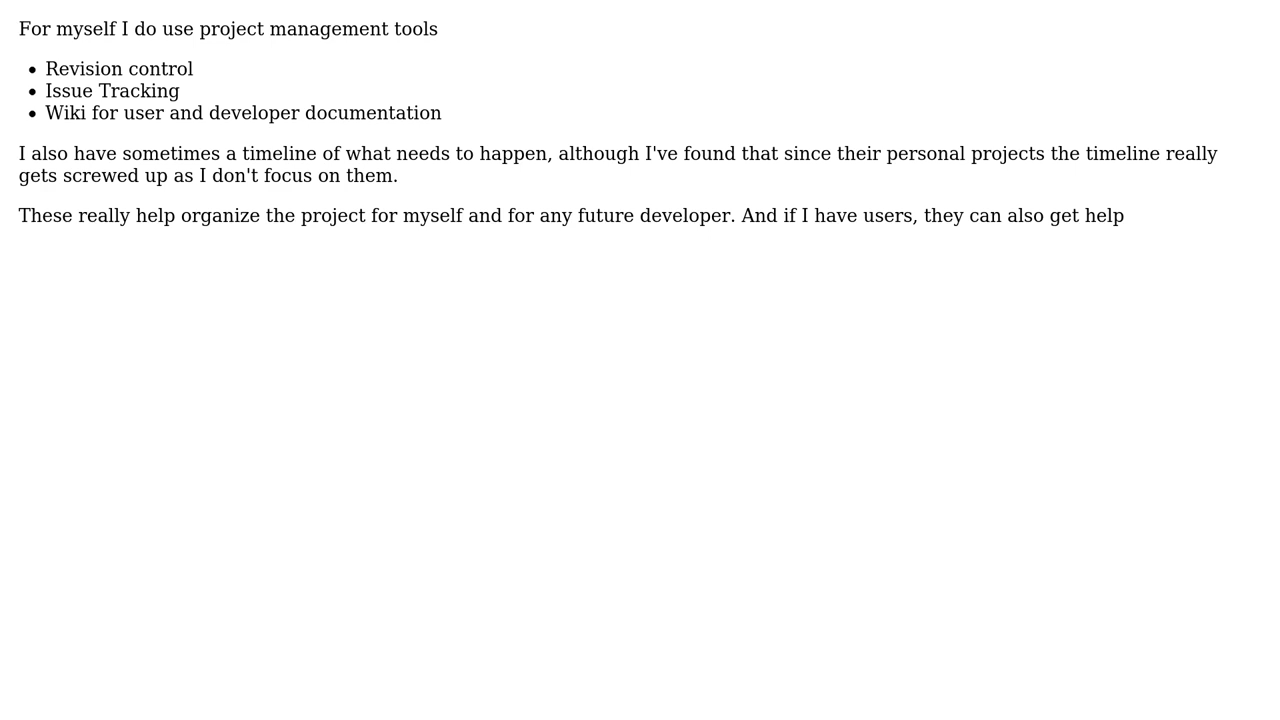 For myself I do use project management tools
Revision control
Issue Tracking
Wiki for user and developer documentation
I also have sometimes a timeline of what needs to happen, although I've found that since their personal projects the timeline really
gets screwed up as I don't focus on them.
These really help organize the project for myself and for any future developer. And if I have users, they can also get help